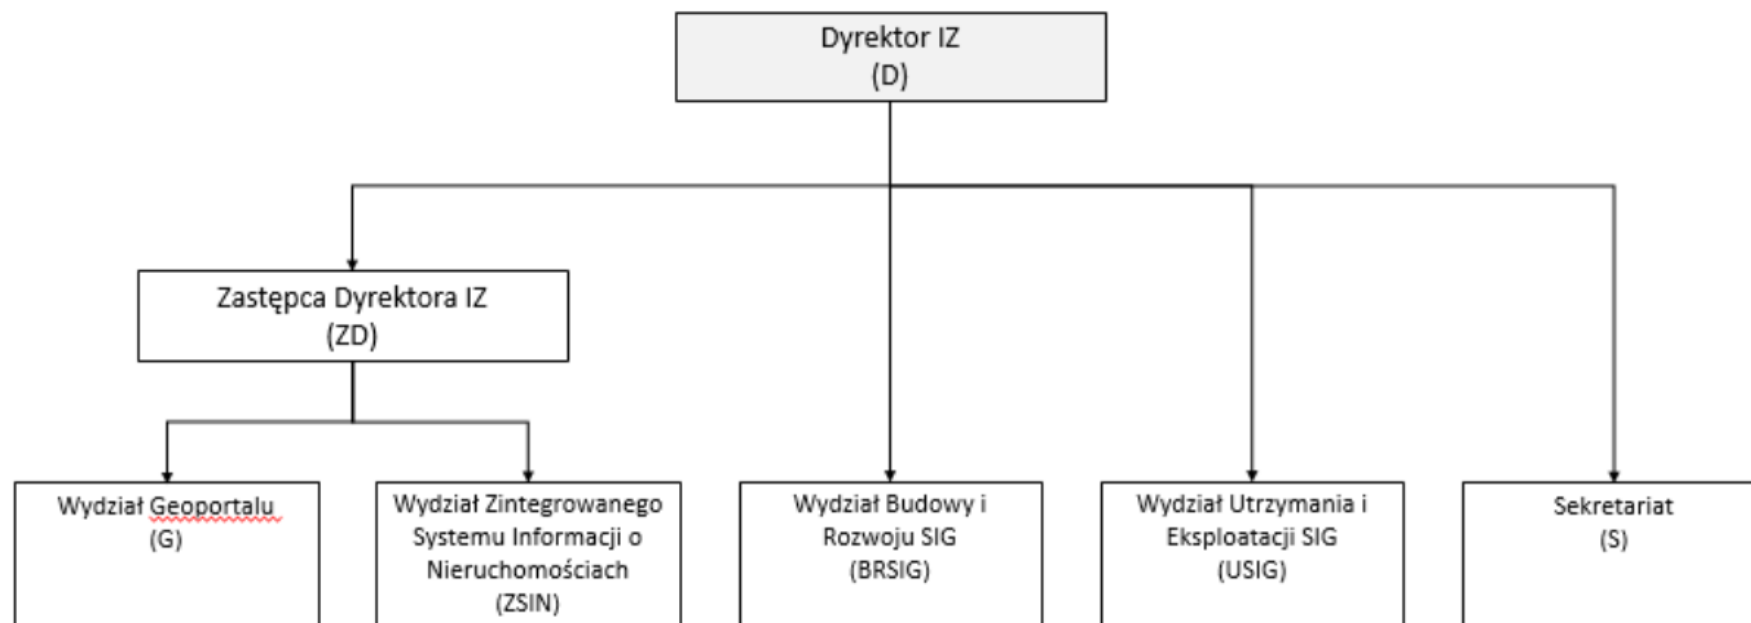 Dyrektor IZ
(D)
Zastępca Dyrektora IZ
(ZD)
Wydział Geoportalu
(G)
Wydział Zintegrowanego
Systemu Informacji o
Nieruchomościach
(ZSIN)
Wydział Budowy i
Rozwoju SIG
(BRSIG)
Wydział Utrzymania i
Eksploatacji SIG
(USIG)
Sekretariat
(S)